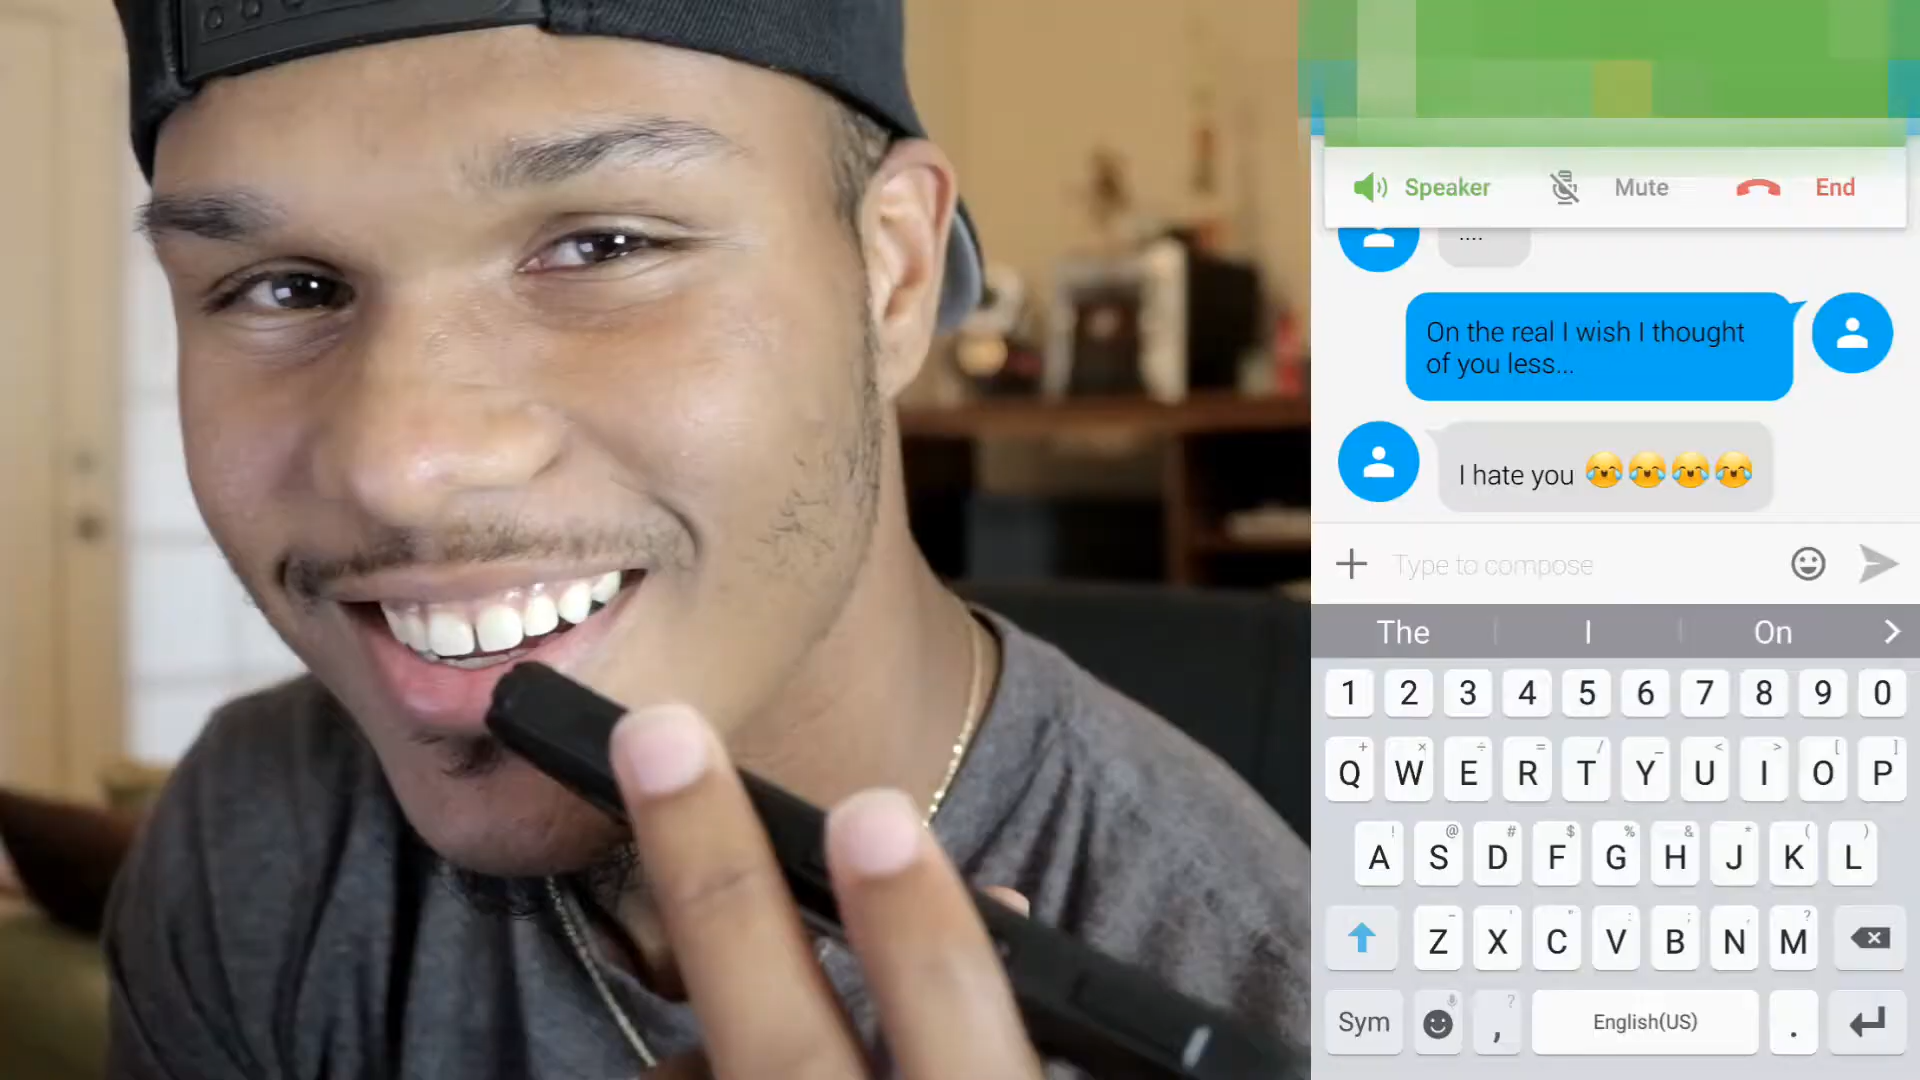 Speaker Mute End
....
On the real I wish I thought
of you less...
I hate you 😂😂😂😂
Type to compose
The I On
1 2 3 4 5 6 7 8 9 0
+ × ÷ = / _ < > [ ]
Q W E R T Y U I O P
! @ # $ % & * ( )
A S D F G H J K L
- ' " : ; , ?
Z X C V B N M
?
Sym , English(US) .